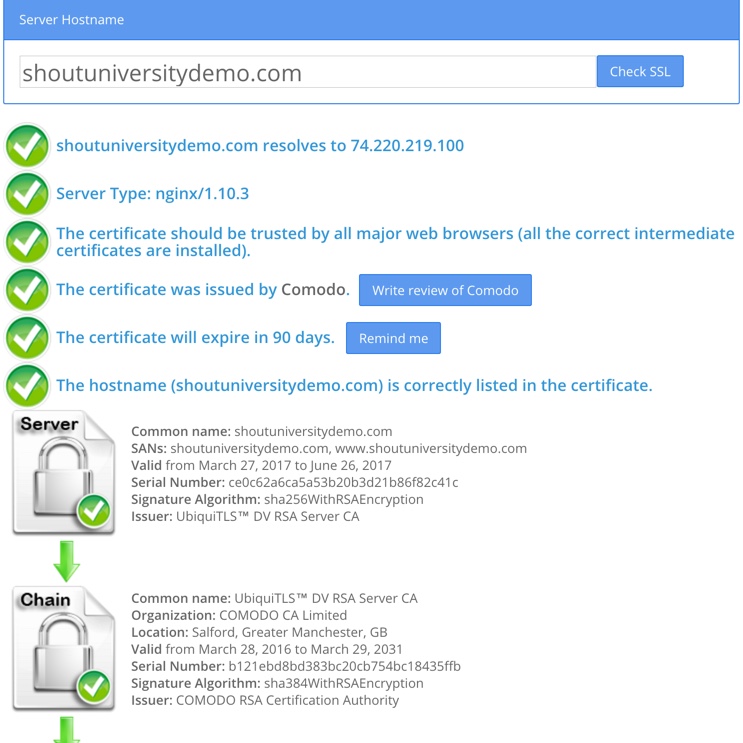 Server Hostname
shoutuniversitydemo.com
Check SSL
shoutuniversitydemo.com resolves to 74.220.219.100
Server Type: nginx/1.10.3
The certificate should be trusted by all major web browsers (all the correct intermediate
certificates are installed).
The certificate was issued by Comodo. Write review of Comodo
The certificate will expire in 90 days. Remind me
The hostname (shoutuniversitydemo.com) is correctly listed in the certificate.
Server
Common name: shoutuniversitydemo.com
SANs: shoutuniversitydemo.com, www.shoutuniversitydemo.com
Valid from March 27, 2017 to June 26, 2017
Serial Number: ce0c62a6ca5a53b20b3d21b86f82c41c
Signature Algorithm: sha256WithRSAEncryption
Issuer: UbiquiTLS™ DV RSA Server CA
Chain
Common name: UbiquiTLS™ DV RSA Server CA
Organization: COMODO CA Limited
Location: Salford, Greater Manchester, GB
Valid from March 28, 2016 to March 29, 2031
Serial Number: b121ebd8bd383bc20cb754bc18435ffb
Signature Algorithm: sha384WithRSAEncryption
Issuer: COMODO RSA Certification Authority